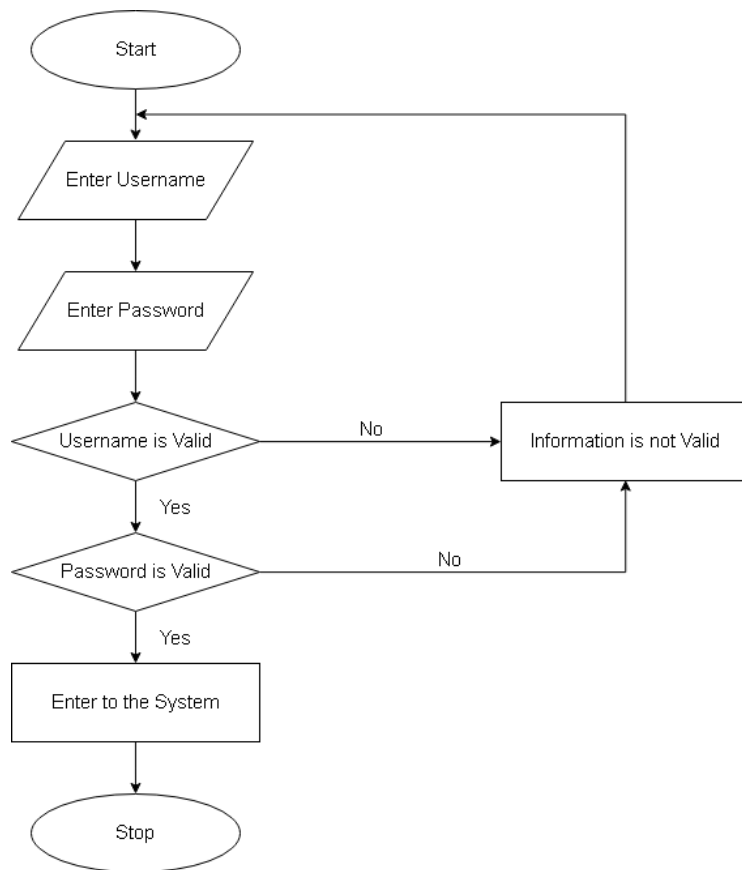 Start
Enter Username
Enter Password
Username is Valid
No
Information is not Valid
Yes
Password is Valid
No
Yes
Enter to the System
Stop